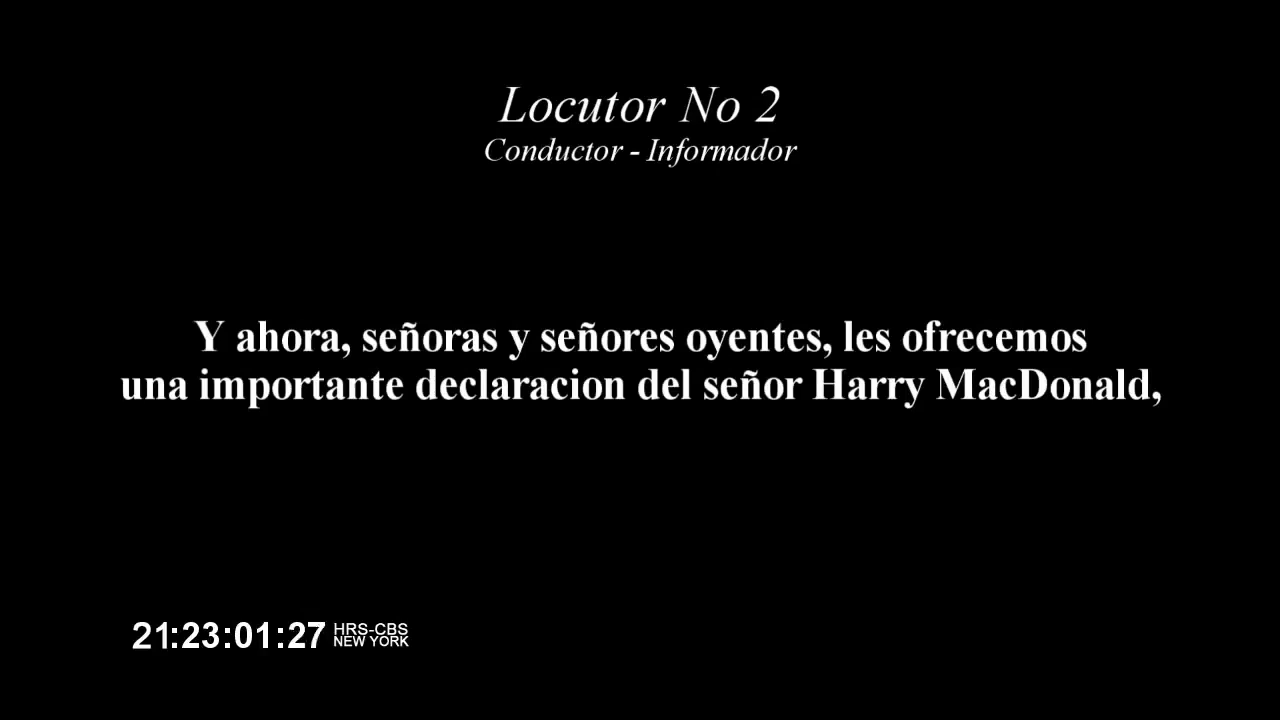 Locutor No 2
Conductor - Informador
Y ahora, señoras y señores oyentes, les ofrecemos
una importante declaracion del señor Harry MacDonald,
21:23:01:27 HRS-CBS
NEW YORK